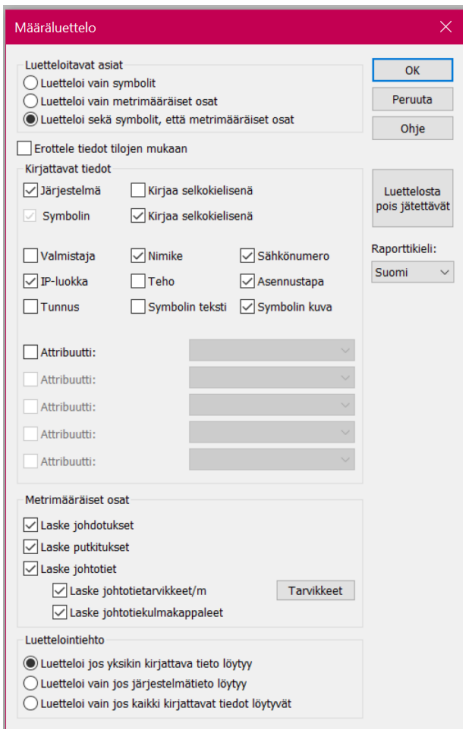 Määräluettelo
Luetteloitavat asiat
Luetteloi vain symbolit
Luetteloi vain metrimääräiset osat
Luetteloi sekä symbolit, että metrimääräiset osat
OK
Peruuta
Ohje
Erottele tiedot tilojen mukaan
Kirjattavat tiedot
Järjestelmä Kirjaa selkokielisenä
Symbolin Kirjaa selkokielisenä
Luettelosta
pois jätettävät
Valmistaja Nimike Sähkönumero
IP-luokka Teho Asennustapa
Tunnus Symbolin teksti Symbolin kuva
Raporttikieli:
Suomi
Attribuutti:
Attribuutti:
Attribuutti:
Attribuutti:
Attribuutti:
Metrimääräiset osat
Laske johdotukset
Laske putkitukset
Laske johtotiet
Laske johtotietarvikkeet/m Tarvikkeet
Laske johtotiekulmakappaleet
Luettelointiehto
Luetteloi jos yksikin kirjattava tieto löytyy
Luetteloi vain jos järjestelmätieto löytyy
Luetteloi vain jos kaikki kirjattavat tiedot löytyvät